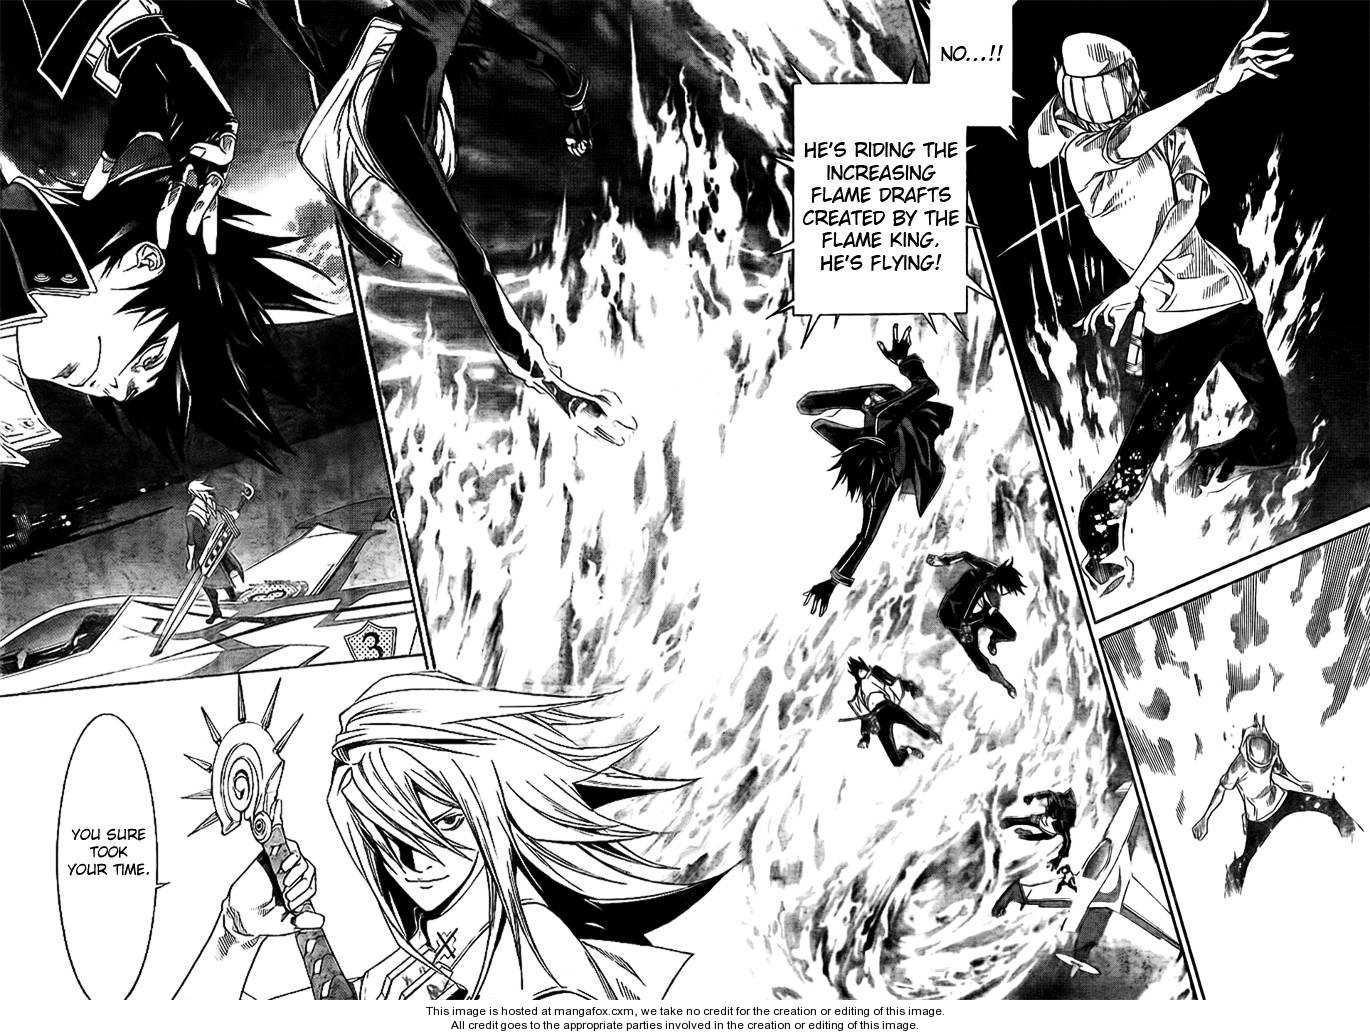 NO...!!
HE'S RIDING THE
INCREASING
FLAME DRAFTS
CREATED BY THE
FLAME KING.
HE'S FLYING!
3
YOU SURE
TOOK
YOUR TIME.
This image is hosted at mangafox.cxm, we take no credit for the creation or editing of this image.
All credit goes to the appropriate parties involved in the creation or editing of this image.